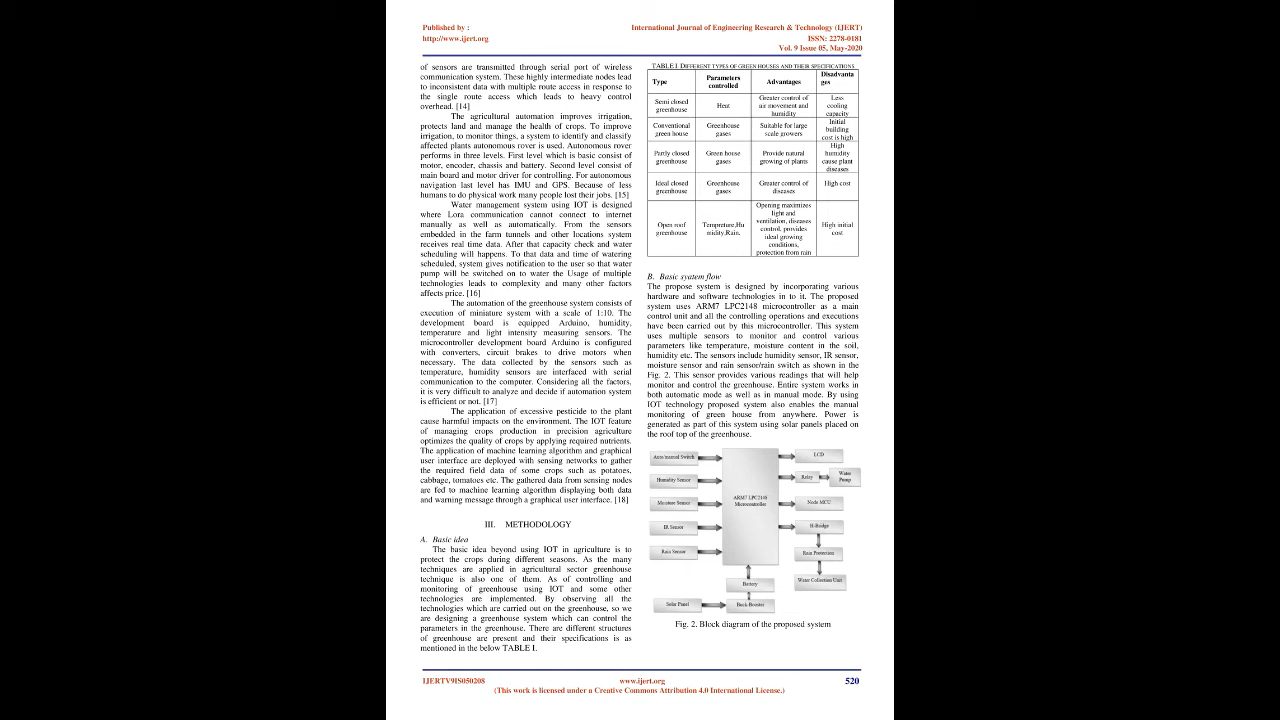 Published by :
http://www.ijert.org
International Journal of Engineering Research & Technology (IJERT)
ISSN: 2278-0181
Vol. 9 Issue 05, May-2020
of sensors are transmitted through serial port of wireless
communication system. These highly intermediate nodes lead
to inconsistent data with multiple route access in response to
the single route access which leads to heavy control
overhead. [14]
The agricultural automation improves irrigation,
protects land and manage the health of crops. To improve
irrigation, to monitor things, a system to identify and classify
affected plants autonomous rover is used. Autonomous rover
performs in three levels. First level which is basic consist of
motor, encoder, chassis and battery. Second level consist of
main board and motor driver for controlling. For autonomous
navigation last level has IMU and GPS. Because of less
humans to do physical work many people lost their jobs. [15]
Water management system using IOT is designed
where Lora communication cannot connect to internet
manually as well as automatically. From the sensors
embedded in the farm tunnels and other locations system
receives real time data. After that capacity check and water
scheduling will happens. To that data and time of watering
scheduled, system gives notification to the user so that water
pump will be switched on to water the Usage of multiple
technologies leads to complexity and many other factors
affects price. [16]
The automation of the greenhouse system consists of
execution of miniature system with a scale of 1:10. The
development board is equipped Arduino, humidity,
temperature and light intensity measuring sensors. The
microcontroller development board Arduino is configured
with converters, circuit brakes to drive motors when
necessary. The data collected by the sensors such as
temperature, humidity sensors are interfaced with serial
communication to the computer. Considering all the factors,
it is very difficult to analyze and decide if automation system
is efficient or not. [17]
The application of excessive pesticide to the plant
cause harmful impacts on the environment. The IOT feature
of managing crops production in precision agriculture
optimizes the quality of crops by applying required nutrients.
The application of machine learning algorithm and graphical
user interface are deployed with sensing networks to gather
the required field data of some crops such as potatoes,
cabbage, tomatoes etc. The gathered data from sensing nodes
are fed to machine learning algorithm displaying both data
and warning message through a graphical user interface. [18]
III. METHODOLOGY
A. Basic idea
The basic idea beyond using IOT in agriculture is to
protect the crops during different seasons. As the many
techniques are applied in agricultural sector greenhouse
technique is also one of them. As of controlling and
monitoring of greenhouse using IOT and some other
technologies are implemented. By observing all the
technologies which are carried out on the greenhouse, so we
are designing a greenhouse system which can control the
parameters in the greenhouse. There are different structures
of greenhouse are present and their specifications is as
mentioned in the below TABLE I.
TABLE I. DIFFERENT TYPES OF GREEN HOUSES AND THEIR SPECIFICATIONS
Type
Parameters
controlled
Advantages
Disadvanta
ges
Semi closed
greenhouse
Heat
Greater control of
air movement and
humidity
Less
cooling
capacity
Conventional
green house
Greenhouse
gases
Suitable for large
scale growers
Initial
building
cost is high
Partly closed
greenhouse
Green house
gases
Provide natural
growing of plants
High
humidity
cause plant
diseases
Ideal closed
greenhouse
Greenhouse
gases
Greater control of
diseases
High cost
Open roof
greenhouse
Tempreture,Hu
midity,Rain.
Opening maximizes
light and
ventilation, diseases
control, provides
ideal growing
conditions,
protection from rain
High initial
cost
B. Basic syatem flow
The propose system is designed by incorporating various
hardware and software technologies in to it. The proposed
system uses ARM7 LPC2148 microcontroller as a main
control unit and all the controlling operations and executions
have been carried out by this microcontroller. This system
uses multiple sensors to monitor and control various
parameters like temperature, moisture content in the soil,
humidity etc. The sensors include humidity sensor, IR sensor,
moisture sensor and rain sensor/rain switch as shown in the
Fig. 2. This sensor provides various readings that will help
monitor and control the greenhouse. Entire system works in
both automatic mode as well as in manual mode. By using
IOT technology proposed system also enables the manual
monitoring of green house from anywhere. Power is
generated as part of this system using solar panels placed on
the roof top of the greenhouse.
Auto/manual Switch
Humidity Sensor
Moisture Sensor
IR Sensor
Rain Sensor
ARM7 LPC2148
Microcontroller
LCD
Relay
Water
Pump
Node MCU
H-Bridge
Rain Protection
Water Collection Unit
Battery
Solar Panel
Buck-Booster
Fig. 2. Block diagram of the proposed system
IJERTV9IS050208
www.ijert.org
520
(This work is licensed under a Creative Commons Attribution 4.0 International License.)